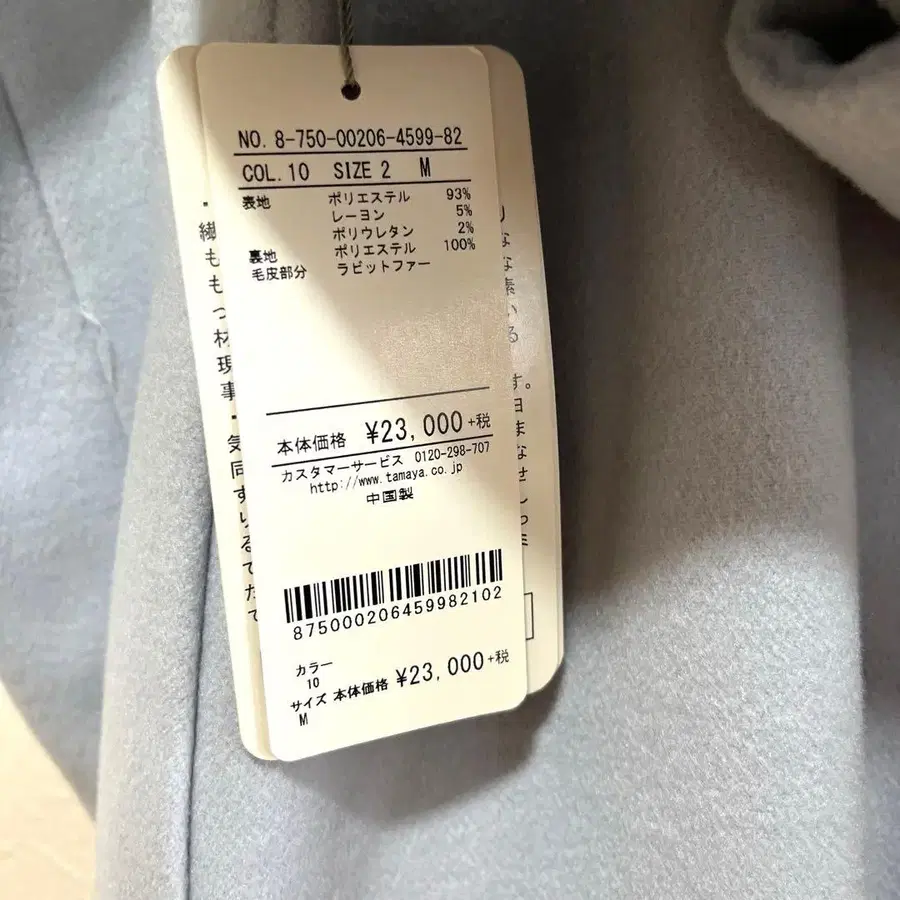 NO. 8-750-00206-4599-82
COL.10 SIZE 2 M
表地 ポリエステル 93%
レーヨン 5%
ポリウレタン 2%
裏地 ポリエステル 100%
毛皮部分 ラビットファー
本体価格 ¥23,000+税
カスタマーサービス 0120-298-707
http://www.tamaya.co.jp
中国製
875000206459982102
カラー
10
サイズ 本体価格 ¥23,000+税
M